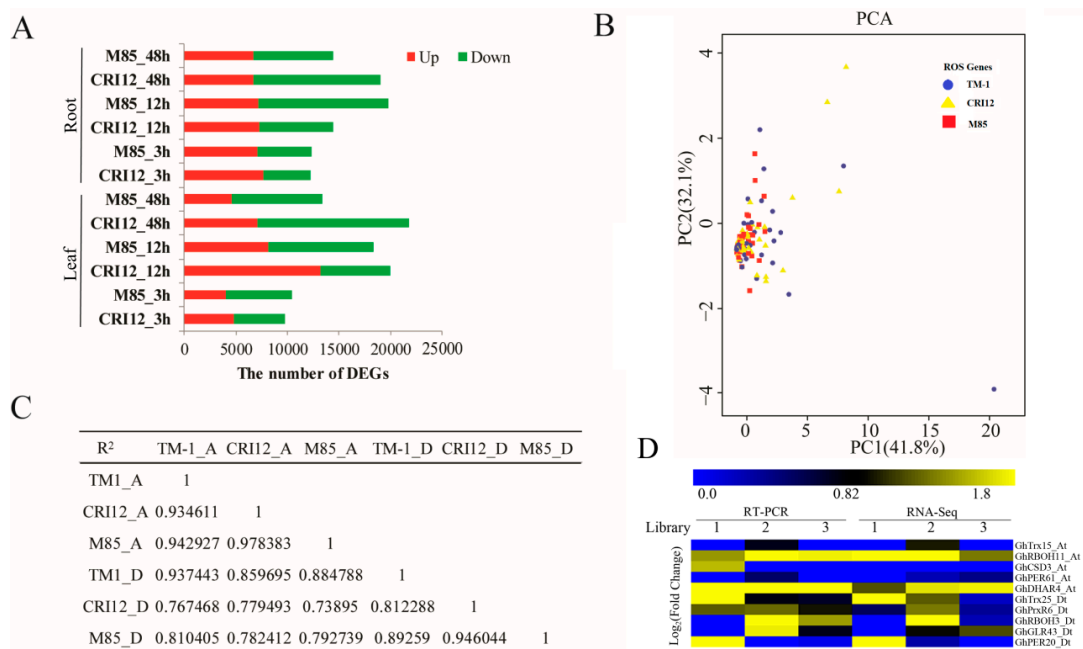 A
Up Down
Root
M85_48h
CRI12_48h
M85_12h
CRI12_12h
M85_3h
CRI12_3h
Leaf
M85_48h
CRI12_48h
M85_12h
CRI12_12h
M85_3h
CRI12_3h
0 5000 10000 15000 20000 25000
The number of DEGs
B
PCA
ROS Genes
TM-1
CRI12
M85
PC2(32.1%)
4
2
0
−2
−4
0 5 10 15 20
PC1(41.8%)
C
R² TM-1_A CRI12_A M85_A TM-1_D CRI12_D M85_D
TM1_A 1
CRI12_A 0.934611 1
M85_A 0.942927 0.978383 1
TM1_D 0.937443 0.859695 0.884788 1
CRI12_D 0.767468 0.779493 0.73895 0.812288 1
M85_D 0.810405 0.782412 0.792739 0.89259 0.946044 1
D
0.0 0.82 1.8
RT-PCR RNA-Seq
Library 1 2 3 1 2 3
Log₂(Fold Change)
GhTrx15_At
GhRBOH11_At
GhCSD3_At
GhPER61_At
GhDHAR4_At
GhTrx25_Dt
GhPrxR6_Dt
GhRBOH3_Dt
GhGLR43_Dt
GhPER20_Dt